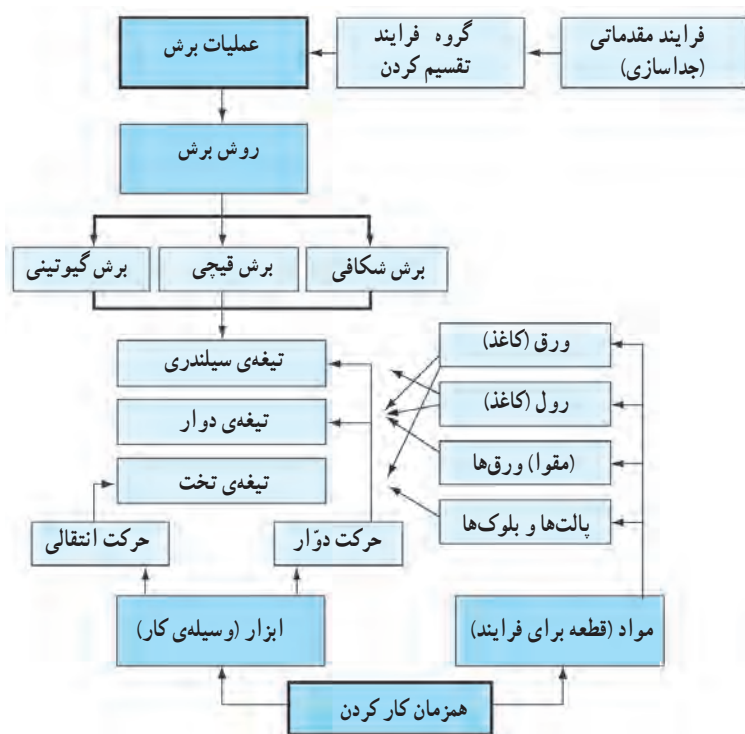 فرایند مقدماتی
(جداسازی)
گروه فرایند
تقسیم کردن
عملیات برش
روش برش
برش شکافی
برش قیچی
برش گیوتینی
تیغه‌ی سیلندری
تیغه‌ی دوار
تیغه‌ی تخت
ورق (کاغذ)
رول (کاغذ)
(مقوا) ورق‌ها
پالت‌ها و بلوک‌ها
حرکت دوّار
حرکت انتقالی
مواد (قطعه برای فرایند)
ابزار (وسیله‌ی کار)
همزمان کار کردن